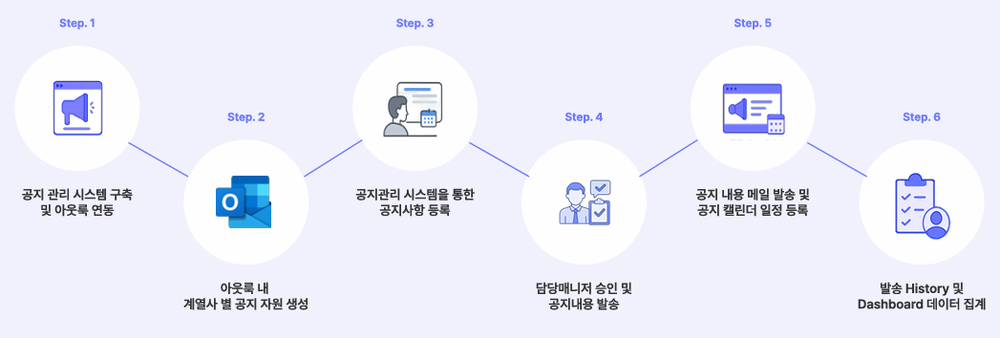 Step. 1
공지 관리 시스템 구축
및 아웃룩 연동
Step. 2
아웃룩 내
계열사 별 공지 자원 생성
Step. 3
공지관리 시스템을 통한
공지사항 등록
Step. 4
담당매니저 승인 및
공지내용 발송
Step. 5
공지 내용 메일 발송 및
공지 캘린더 일정 등록
Step. 6
발송 History 및
Dashboard 데이터 집계